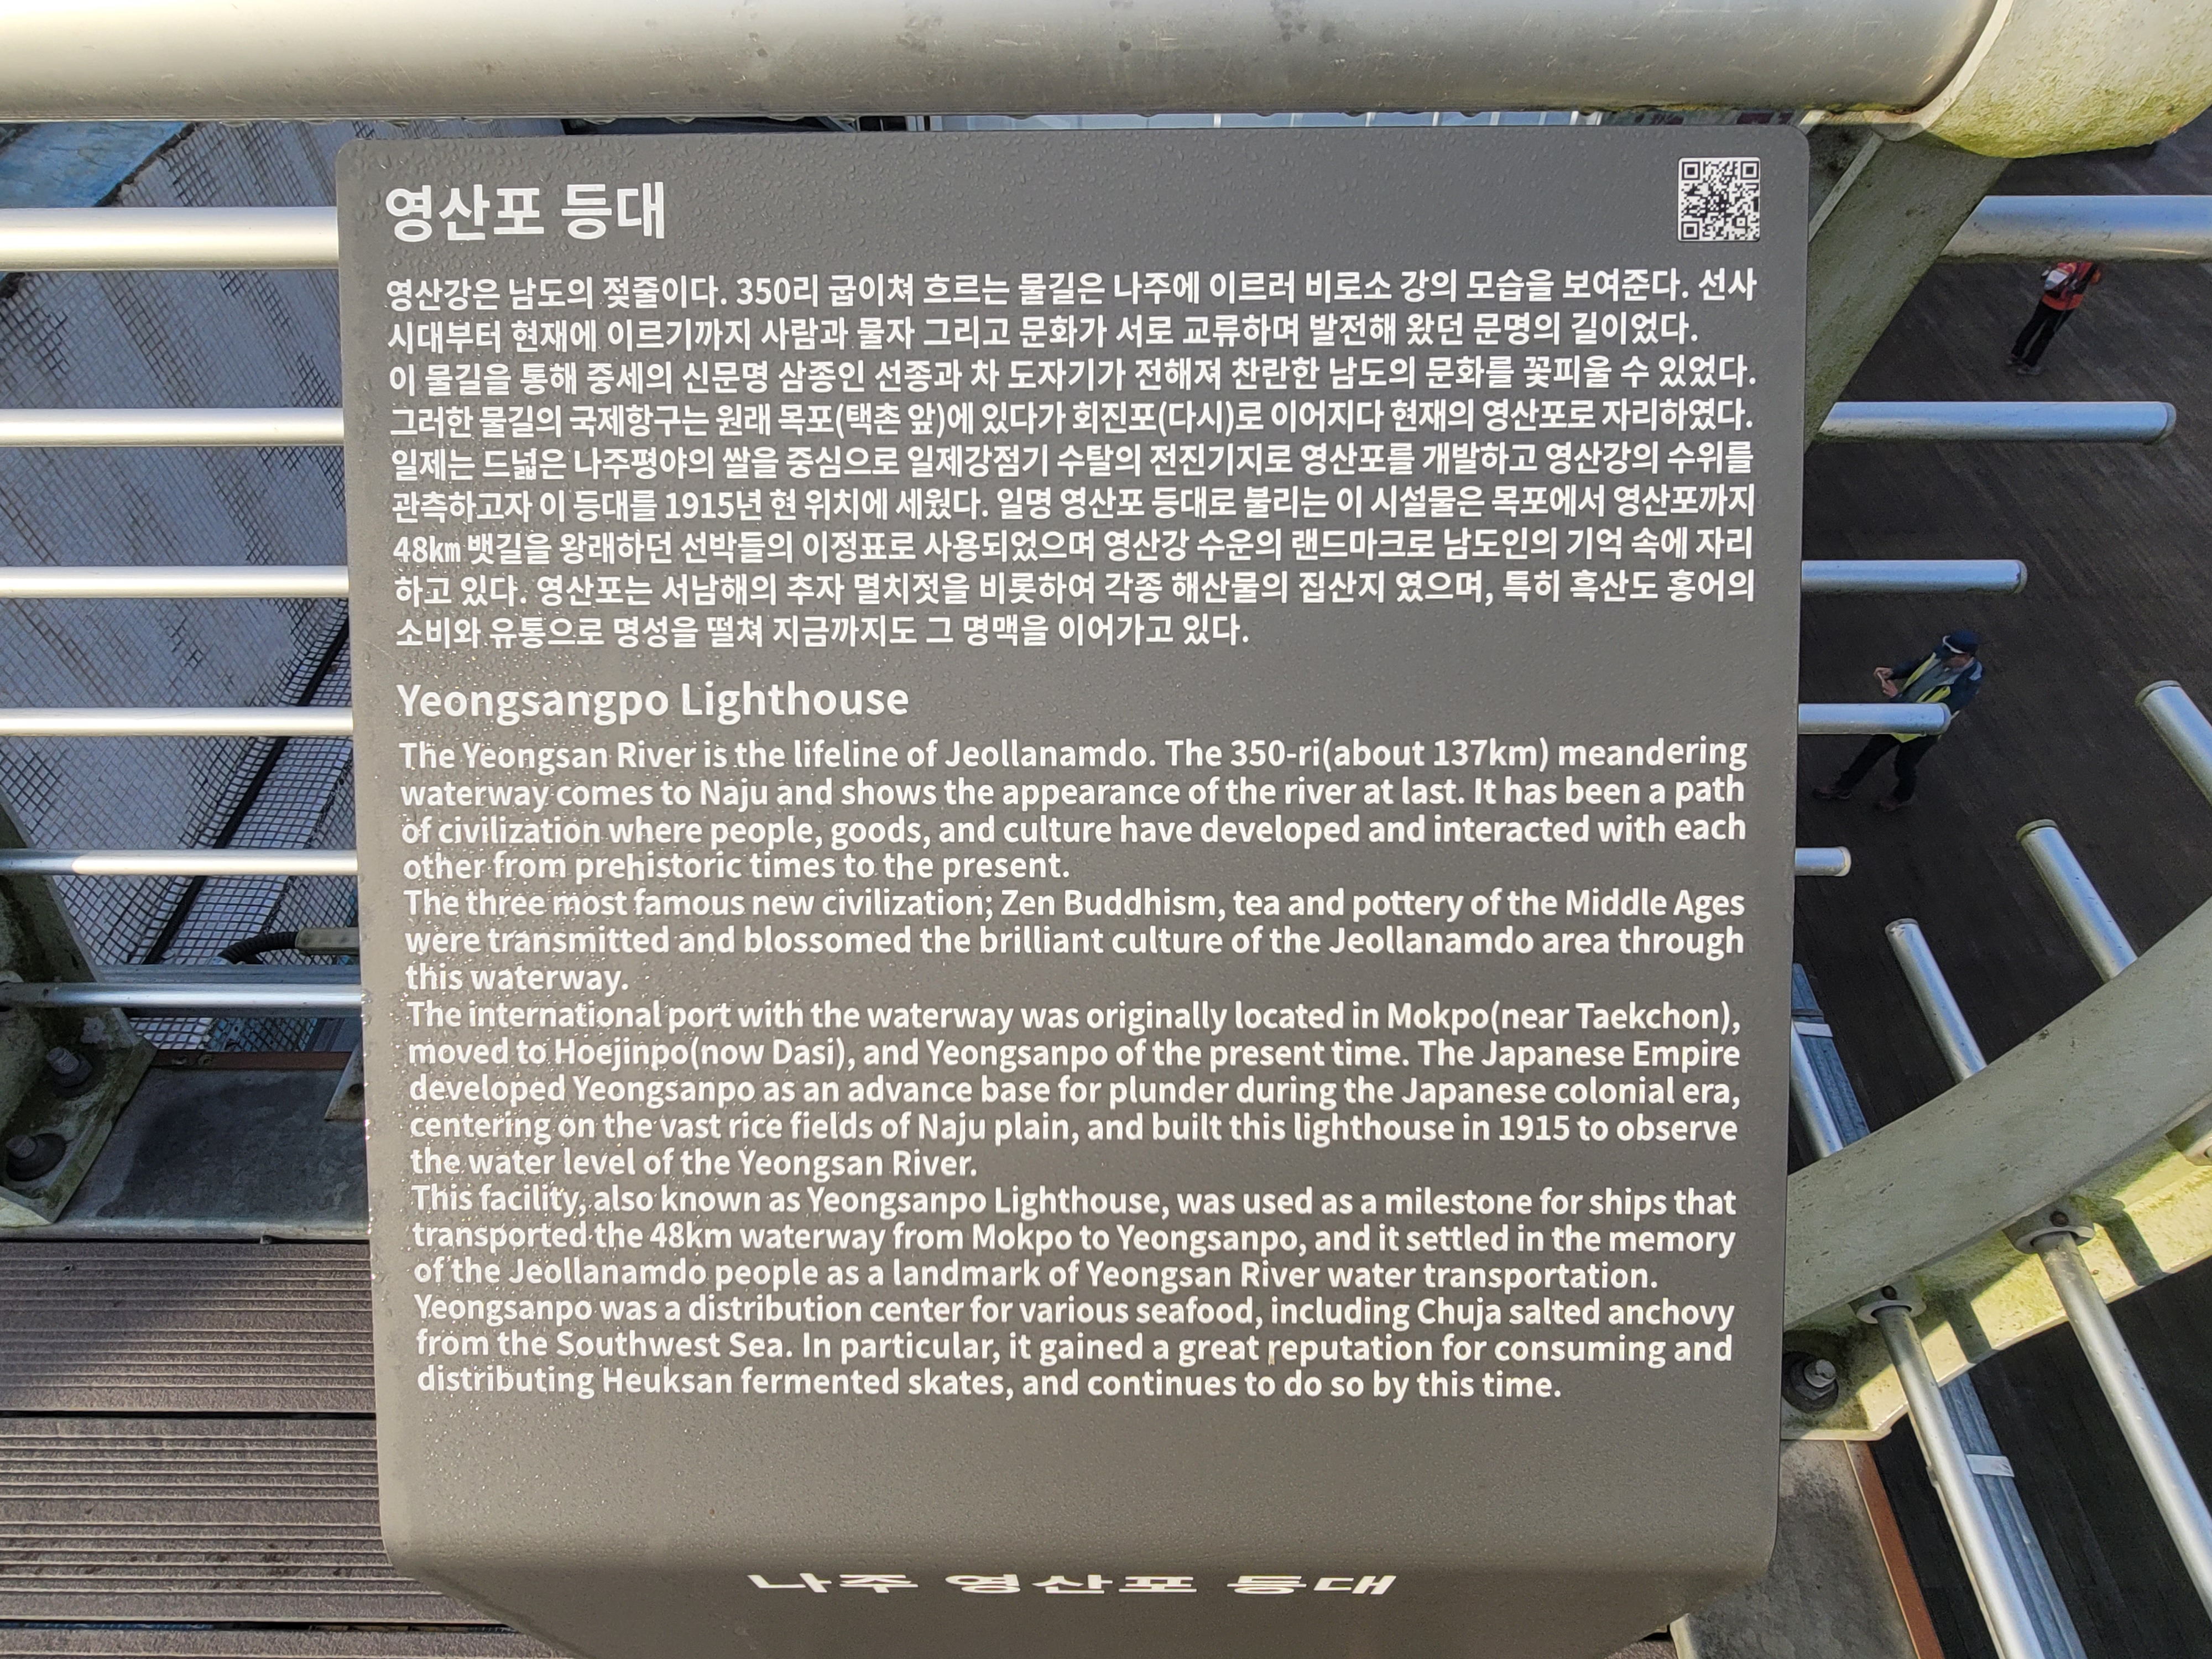 영산포 등대
영산강은 남도의 젖줄이다. 350리 굽이쳐 흐르는 물길은 나주에 이르러 비로소 강의 모습을 보여준다. 선사
시대부터 현재에 이르기까지 사람과 물자 그리고 문화가 서로 교류하며 발전해 왔던 문명의 길이었다.
이 물길을 통해 중세의 신문명 삼종인 선종과 차 도자기가 전해져 찬란한 남도의 문화를 꽃피울 수 있었다.
그러한 물길의 국제항구는 원래 목포(택촌 앞)에 있다가 회진포(다시)로 이어지다 현재의 영산포로 자리하였다.
일제는 드넓은 나주평야의 쌀을 중심으로 일제강점기 수탈의 전진기지로 영산포를 개발하고 영산강의 수위를
관측하고자 이 등대를 1915년 현 위치에 세웠다. 일명 영산포 등대로 불리는 이 시설물은 목포에서 영산포까지
48㎞ 뱃길을 왕래하던 선박들의 이정표로 사용되었으며 영산강 수운의 랜드마크로 남도인의 기억 속에 자리
하고 있다. 영산포는 서남해의 추자 멸치젓을 비롯하여 각종 해산물의 집산지 였으며, 특히 흑산도 홍어의
소비와 유통으로 명성을 떨쳐 지금까지도 그 명맥을 이어가고 있다.
Yeongsangpo Lighthouse
The Yeongsan River is the lifeline of Jeollanamdo. The 350-ri(about 137km) meandering
waterway comes to Naju and shows the appearance of the river at last. It has been a path
of civilization where people, goods, and culture have developed and interacted with each
other from prehistoric times to the present.
The three most famous new civilization; Zen Buddhism, tea and pottery of the Middle Ages
were transmitted and blossomed the brilliant culture of the Jeollanamdo area through
this waterway.
The international port with the waterway was originally located in Mokpo(near Taekchon),
moved to Hoejinpo(now Dasi), and Yeongsanpo of the present time. The Japanese Empire
developed Yeongsanpo as an advance base for plunder during the Japanese colonial era,
centering on the vast rice fields of Naju plain, and built this lighthouse in 1915 to observe
the water level of the Yeongsan River.
This facility, also known as Yeongsanpo Lighthouse, was used as a milestone for ships that
transported the 48km waterway from Mokpo to Yeongsanpo, and it settled in the memory
of the Jeollanamdo people as a landmark of Yeongsan River water transportation.
Yeongsanpo was a distribution center for various seafood, including Chuja salted anchovy
from the Southwest Sea. In particular, it gained a great reputation for consuming and
distributing Heuksan fermented skates, and continues to do so by this time.
나주 영산포 등대